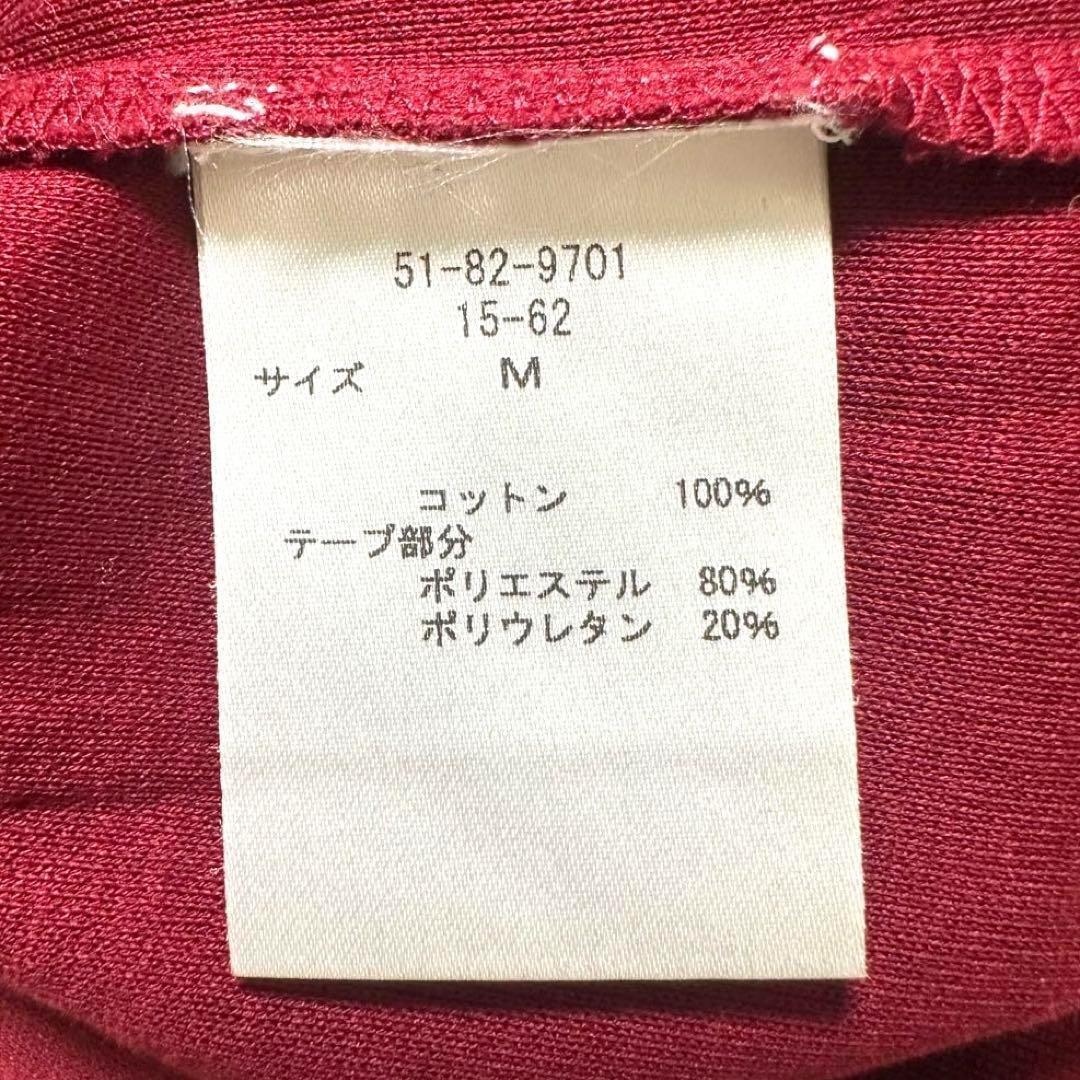 51-82-9701
15-62
サイズ M
コットン 100%
テープ部分
ポリエステル 80%
ポリウレタン 20%